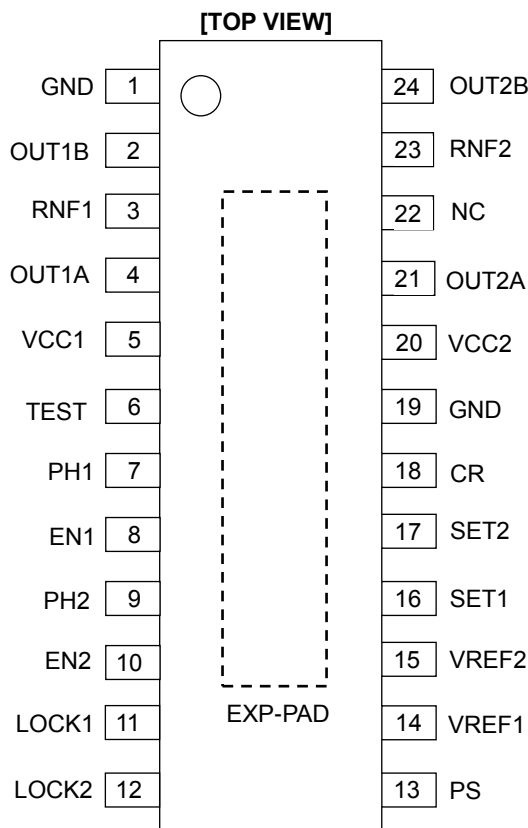 [TOP VIEW]
GND 1 24 OUT2B
OUT1B 2 23 RNF2
RNF1 3 22 NC
OUT1A 4 21 OUT2A
VCC1 5 20 VCC2
TEST 6 19 GND
PH1 7 18 CR
EN1 8 17 SET2
PH2 9 16 SET1
EN2 10 15 VREF2
LOCK1 11 EXP-PAD 14 VREF1
LOCK2 12 13 PS